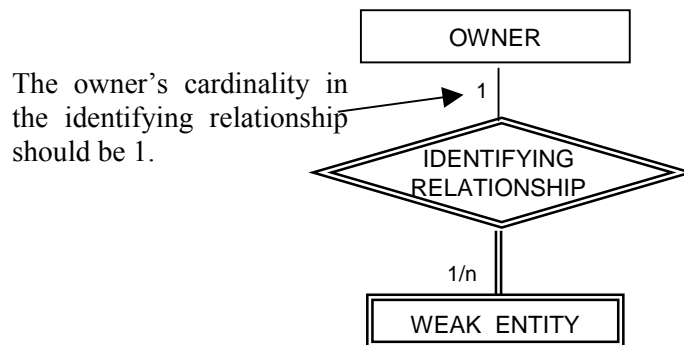 OWNER
The owner's cardinality in
the identifying relationship
should be 1.
1
IDENTIFYING
RELATIONSHIP
1/n
WEAK ENTITY